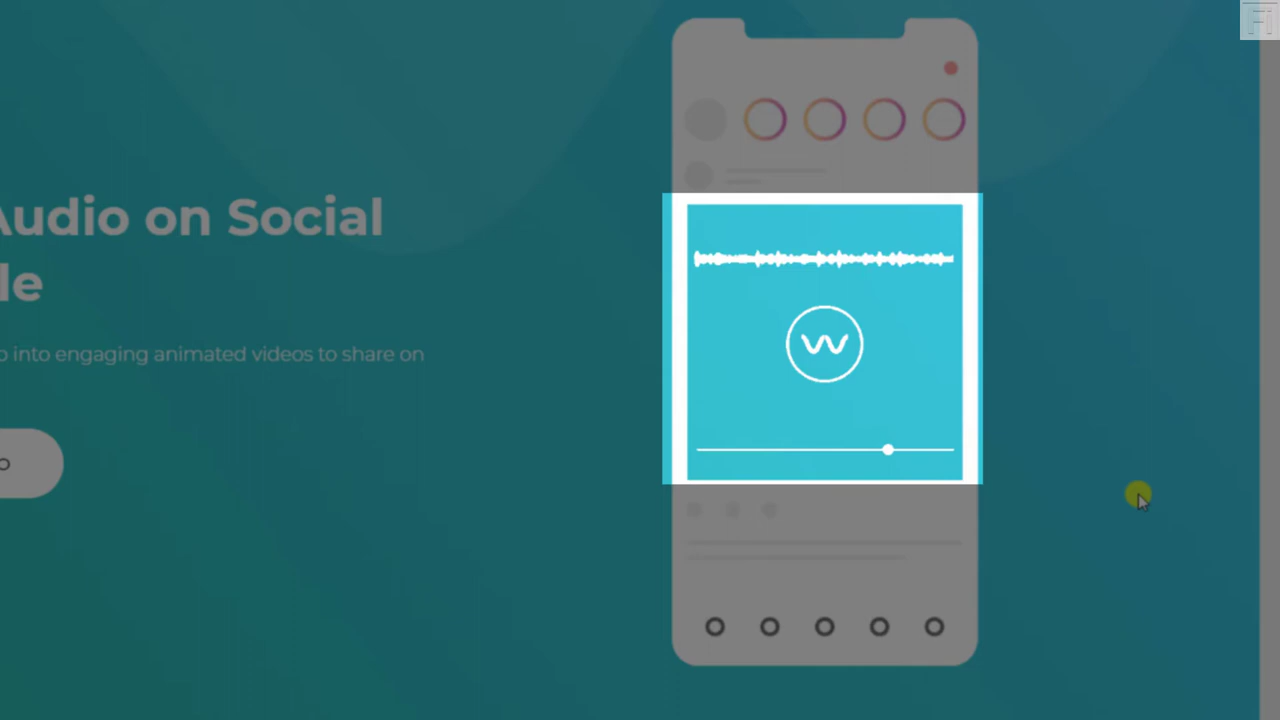 Audio on Social
le
o into engaging animated videos to share on
o